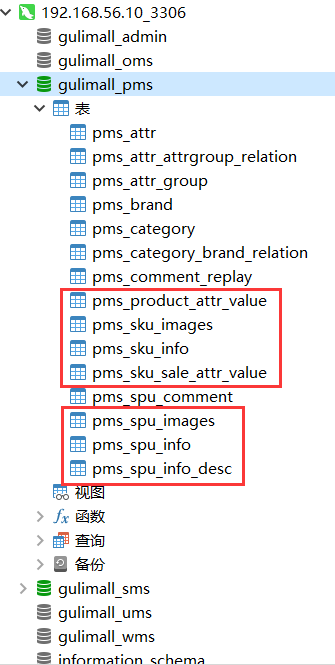 192.168.56.10_3306
gulimall_admin
gulimall_oms
gulimall_pms
表
pms_attr
pms_attr_attrgroup_relation
pms_attr_group
pms_brand
pms_category
pms_category_brand_relation
pms_comment_replay
pms_product_attr_value
pms_sku_images
pms_sku_info
pms_sku_sale_attr_value
pms_spu_comment
pms_spu_images
pms_spu_info
pms_spu_info_desc
视图
fx 函数
查询
备份
gulimall_sms
gulimall_ums
gulimall_wms
information_schema